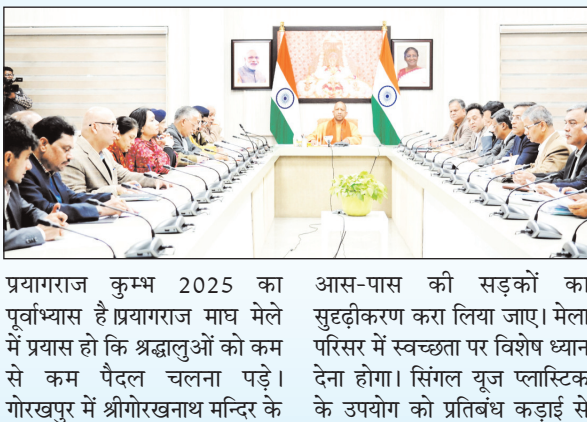 प्रयागराज कुम्भ 2025 का
पूर्वाभ्यास है।प्रयागराज माघ मेले
में प्रयास हो कि श्रद्धालुओं को कम
से कम पैदल चलना पड़े।
गोरखपुर में श्रीगोरखनाथ मन्दिर के
आस-पास की सड़कों का
सुदृढ़ीकरण करा लिया जाए। मेला
परिसर में स्वच्छता पर विशेष ध्यान
देना होगा। सिंगल यूज प्लास्टिक
के उपयोग को प्रतिबंध कड़ाई से